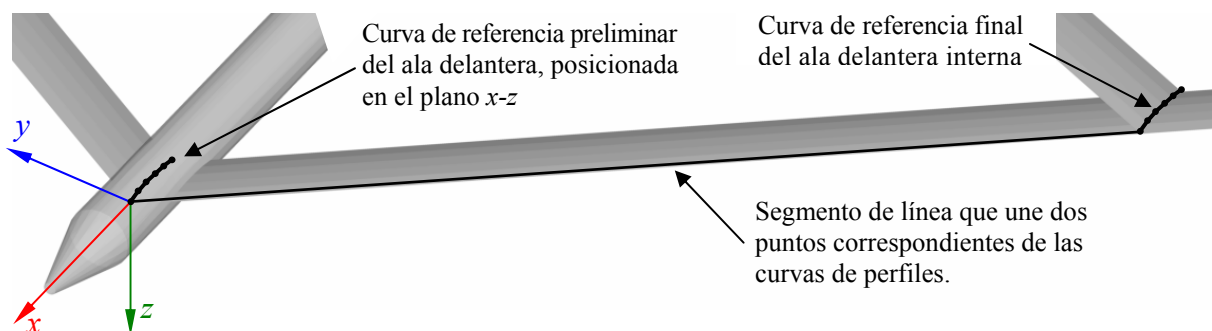 Curva de referencia preliminar
del ala delantera, posicionada
en el plano x-z
Curva de referencia final
del ala delantera interna
y
Segmento de línea que une dos
puntos correspondientes de las
curvas de perfiles.
x
z